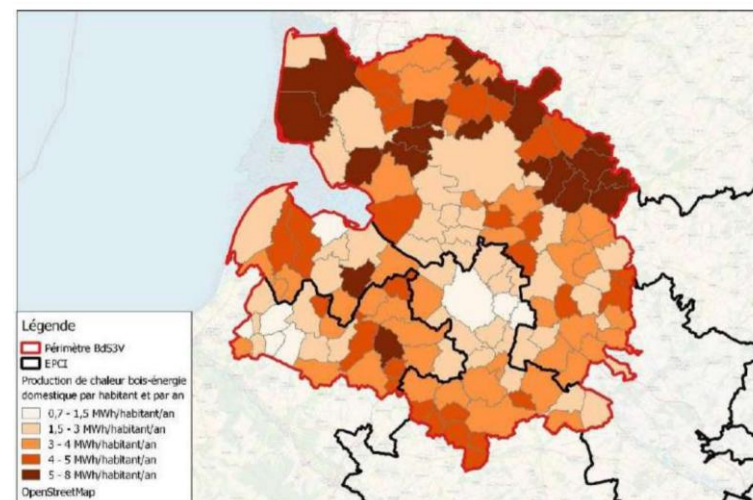 Légende
Périmètre BdS3V
EPCI
Production de chaleur bois-énergie
domestique par habitant et par an
0,7 - 1,5 MWh/habitant/an
1,5 - 3 MWh/habitant/an
3 - 4 MWh/habitant/an
4 - 5 MWh/habitant/an
5 - 8 MWh/habitant/an
OpenStreetMap